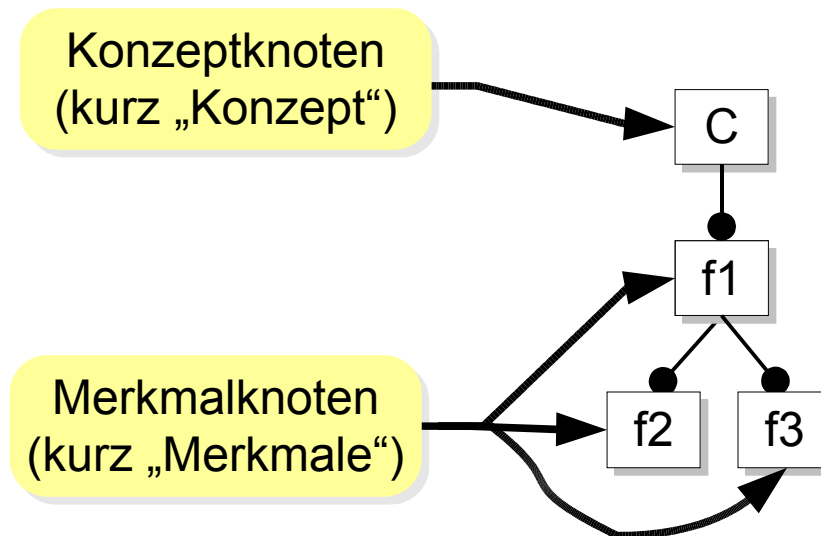 Konzeptknoten
(kurz „Konzept“)
C
f1
Merkmalknoten
(kurz „Merkmale“)
f2
f3